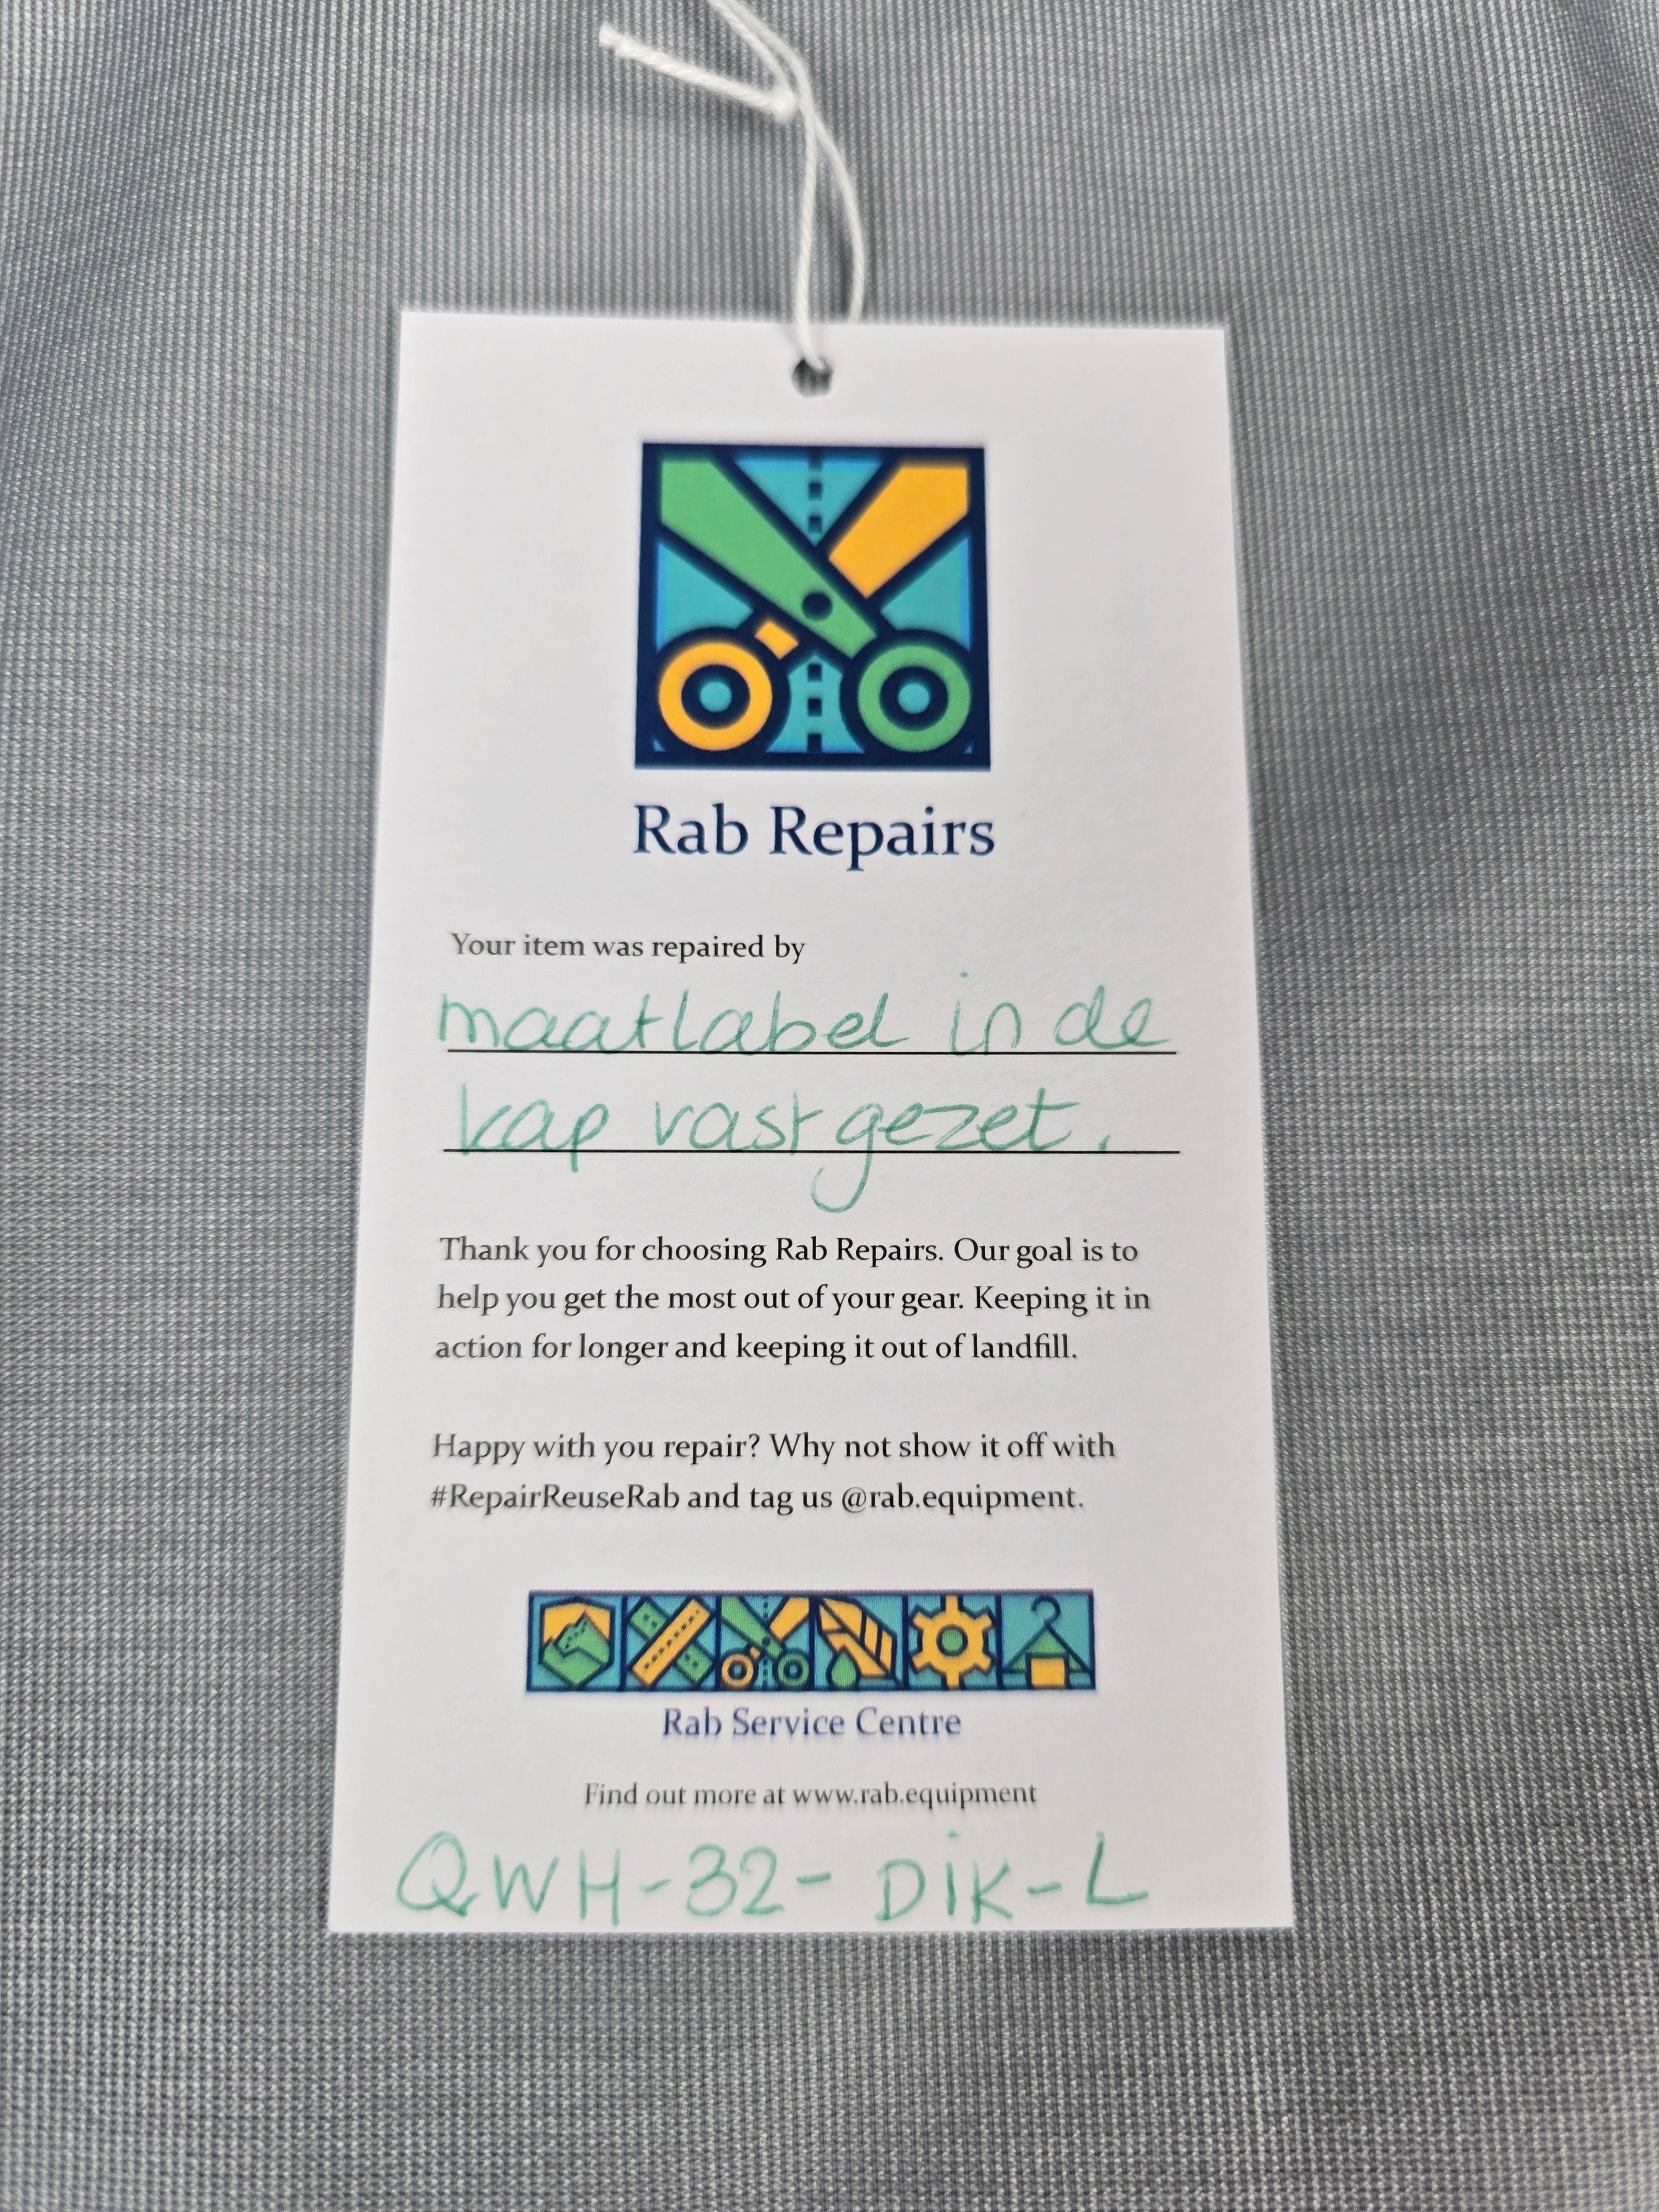 Rab Repairs
Your item was repaired by
maatlabel in de
kap vastgezet.
Thank you for choosing Rab Repairs. Our goal is to
help you get the most out of your gear. Keeping it in
action for longer and keeping it out of landfill.
Happy with you repair? Why not show it off with
#RepairReuseRab and tag us @rab.equipment.
Rab Service Centre
Find out more at www.rab.equipment
QWH-32-DIK-L